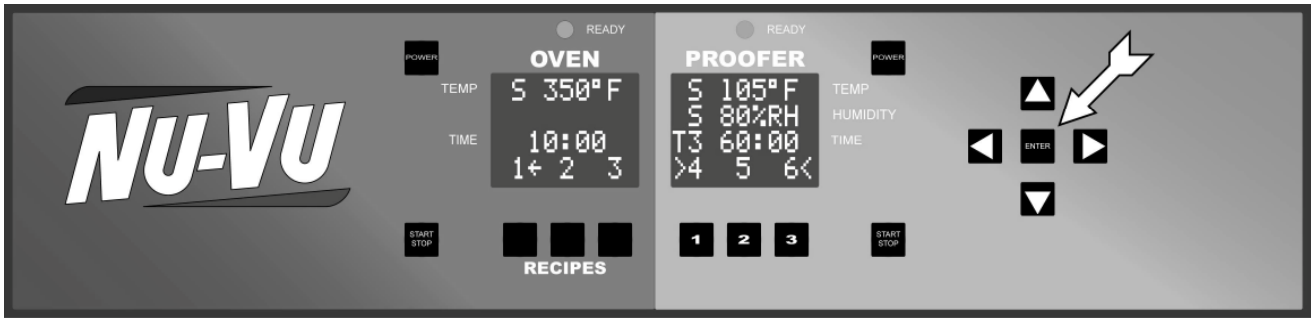 READY
READY
POWER
OVEN
PROOFER
POWER
TEMP
S 350°F
S 105°F
TEMP
S 80%RH
HUMIDITY
TIME
10:00
T3 60:00
TIME
1← 2 3
>4 5 6<
NU-VU
ENTER
START
STOP
1 2 3
START
STOP
RECIPES